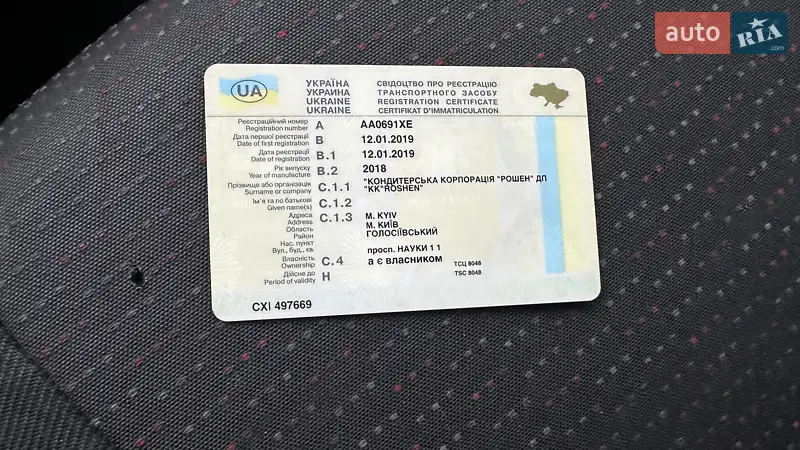 auto RIA .com
UA
УКРАЇНА
УКРАИНА
UKRAINE
UKRAINE
СВІДОЦТВО ПРО РЕЄСТРАЦІЮ
ТРАНСПОРТНОГО ЗАСОБУ
REGISTRATION CERTIFICATE
CERTIFIKAT D'IMMATRICULATION
Реєстраційний номер
Registration number A AA0691XE
Дата першої реєстрації
Date of first registration B 12.01.2019
Дата реєстрації
Date of registration B.1 12.01.2019
Рік випуску
Year of manufacture B.2 2018
Прізвище або організація
Surname or company C.1.1 "КОНДИТЕРСЬКА КОРПОРАЦІЯ "РОШЕН" ДП
"KK"ROSHEN"
Ім'я та по батькові
Given name(s) C.1.2
Адреса
Address C.1.3 M. KYIV
Область М. КИЇВ
Район ГОЛОСІЇВСЬКИЙ
Нас. пункт
Вул., буд., кв. просп. НАУКИ 1 1
Власність
Ownership C.4 а є власником ТСЦ 8048
Дійсне до
Period of validity H TSC 8048
CXI 497669